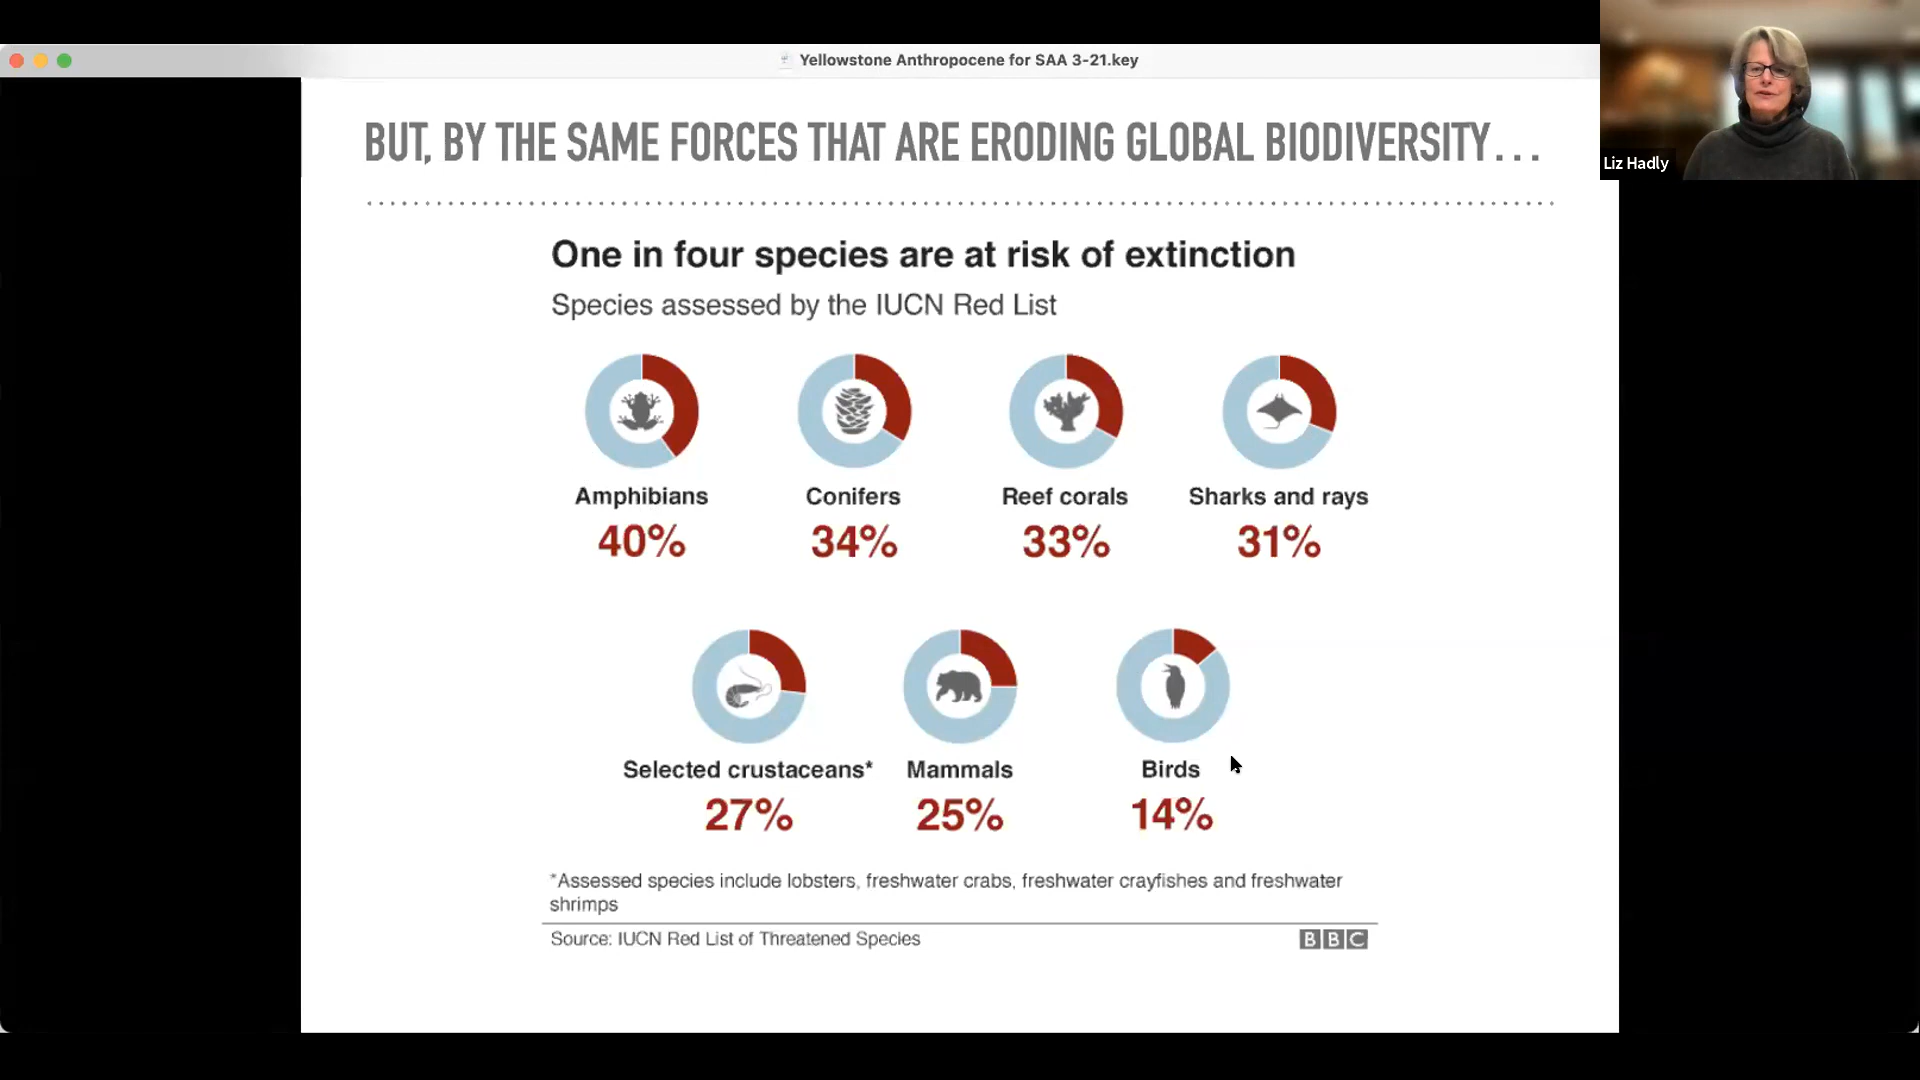 Yellowstone Anthropocene for SAA 3-21.key
Liz Hadly
BUT, BY THE SAME FORCES THAT ARE ERODING GLOBAL BIODIVERSITY...
One in four species are at risk of extinction
Species assessed by the IUCN Red List
Amphibians
40%
Conifers
34%
Reef corals
33%
Sharks and rays
31%
Selected crustaceans*
27%
Mammals
25%
Birds
14%
*Assessed species include lobsters, freshwater crabs, freshwater crayfishes and freshwater
shrimps
Source: IUCN Red List of Threatened Species
BBC